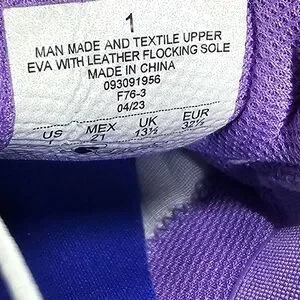 1
MAN MADE AND TEXTILE UPPER
EVA WITH LEATHER FLOCKING SOLE
MADE IN CHINA
093091956
F76-3
04/23
US MEX UK EUR
1 21 13½ 32½